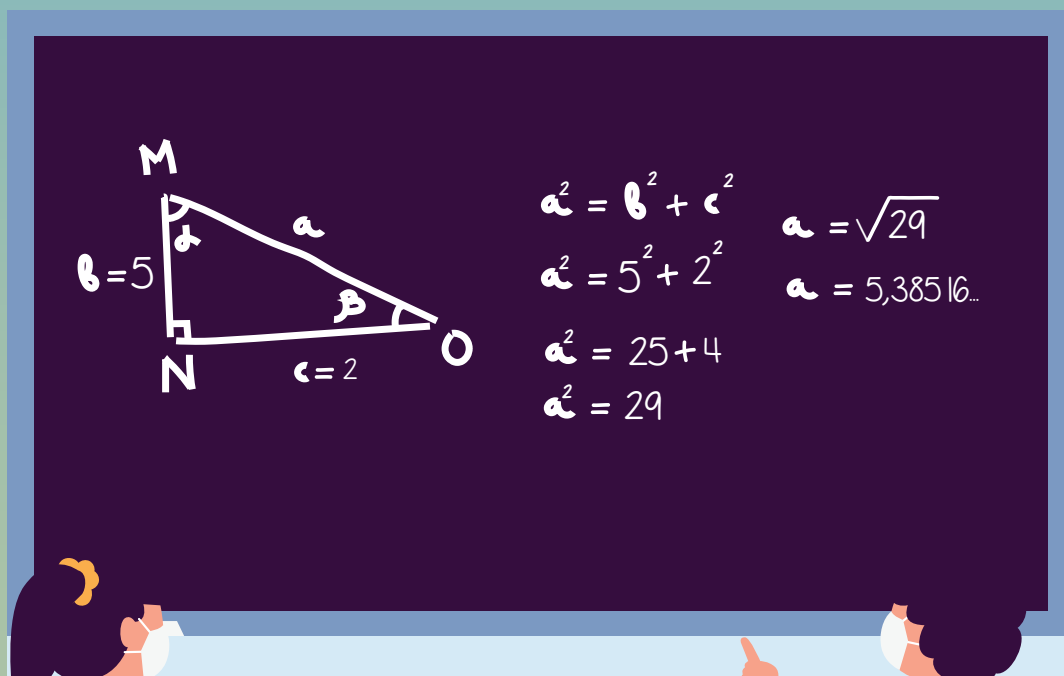 M
a
α
b = 5
β
N
O
c = 2
a² = b² + c²
a² = 5² + 2²
a² = 25 + 4
a² = 29
a = √29
a = 5,38516...